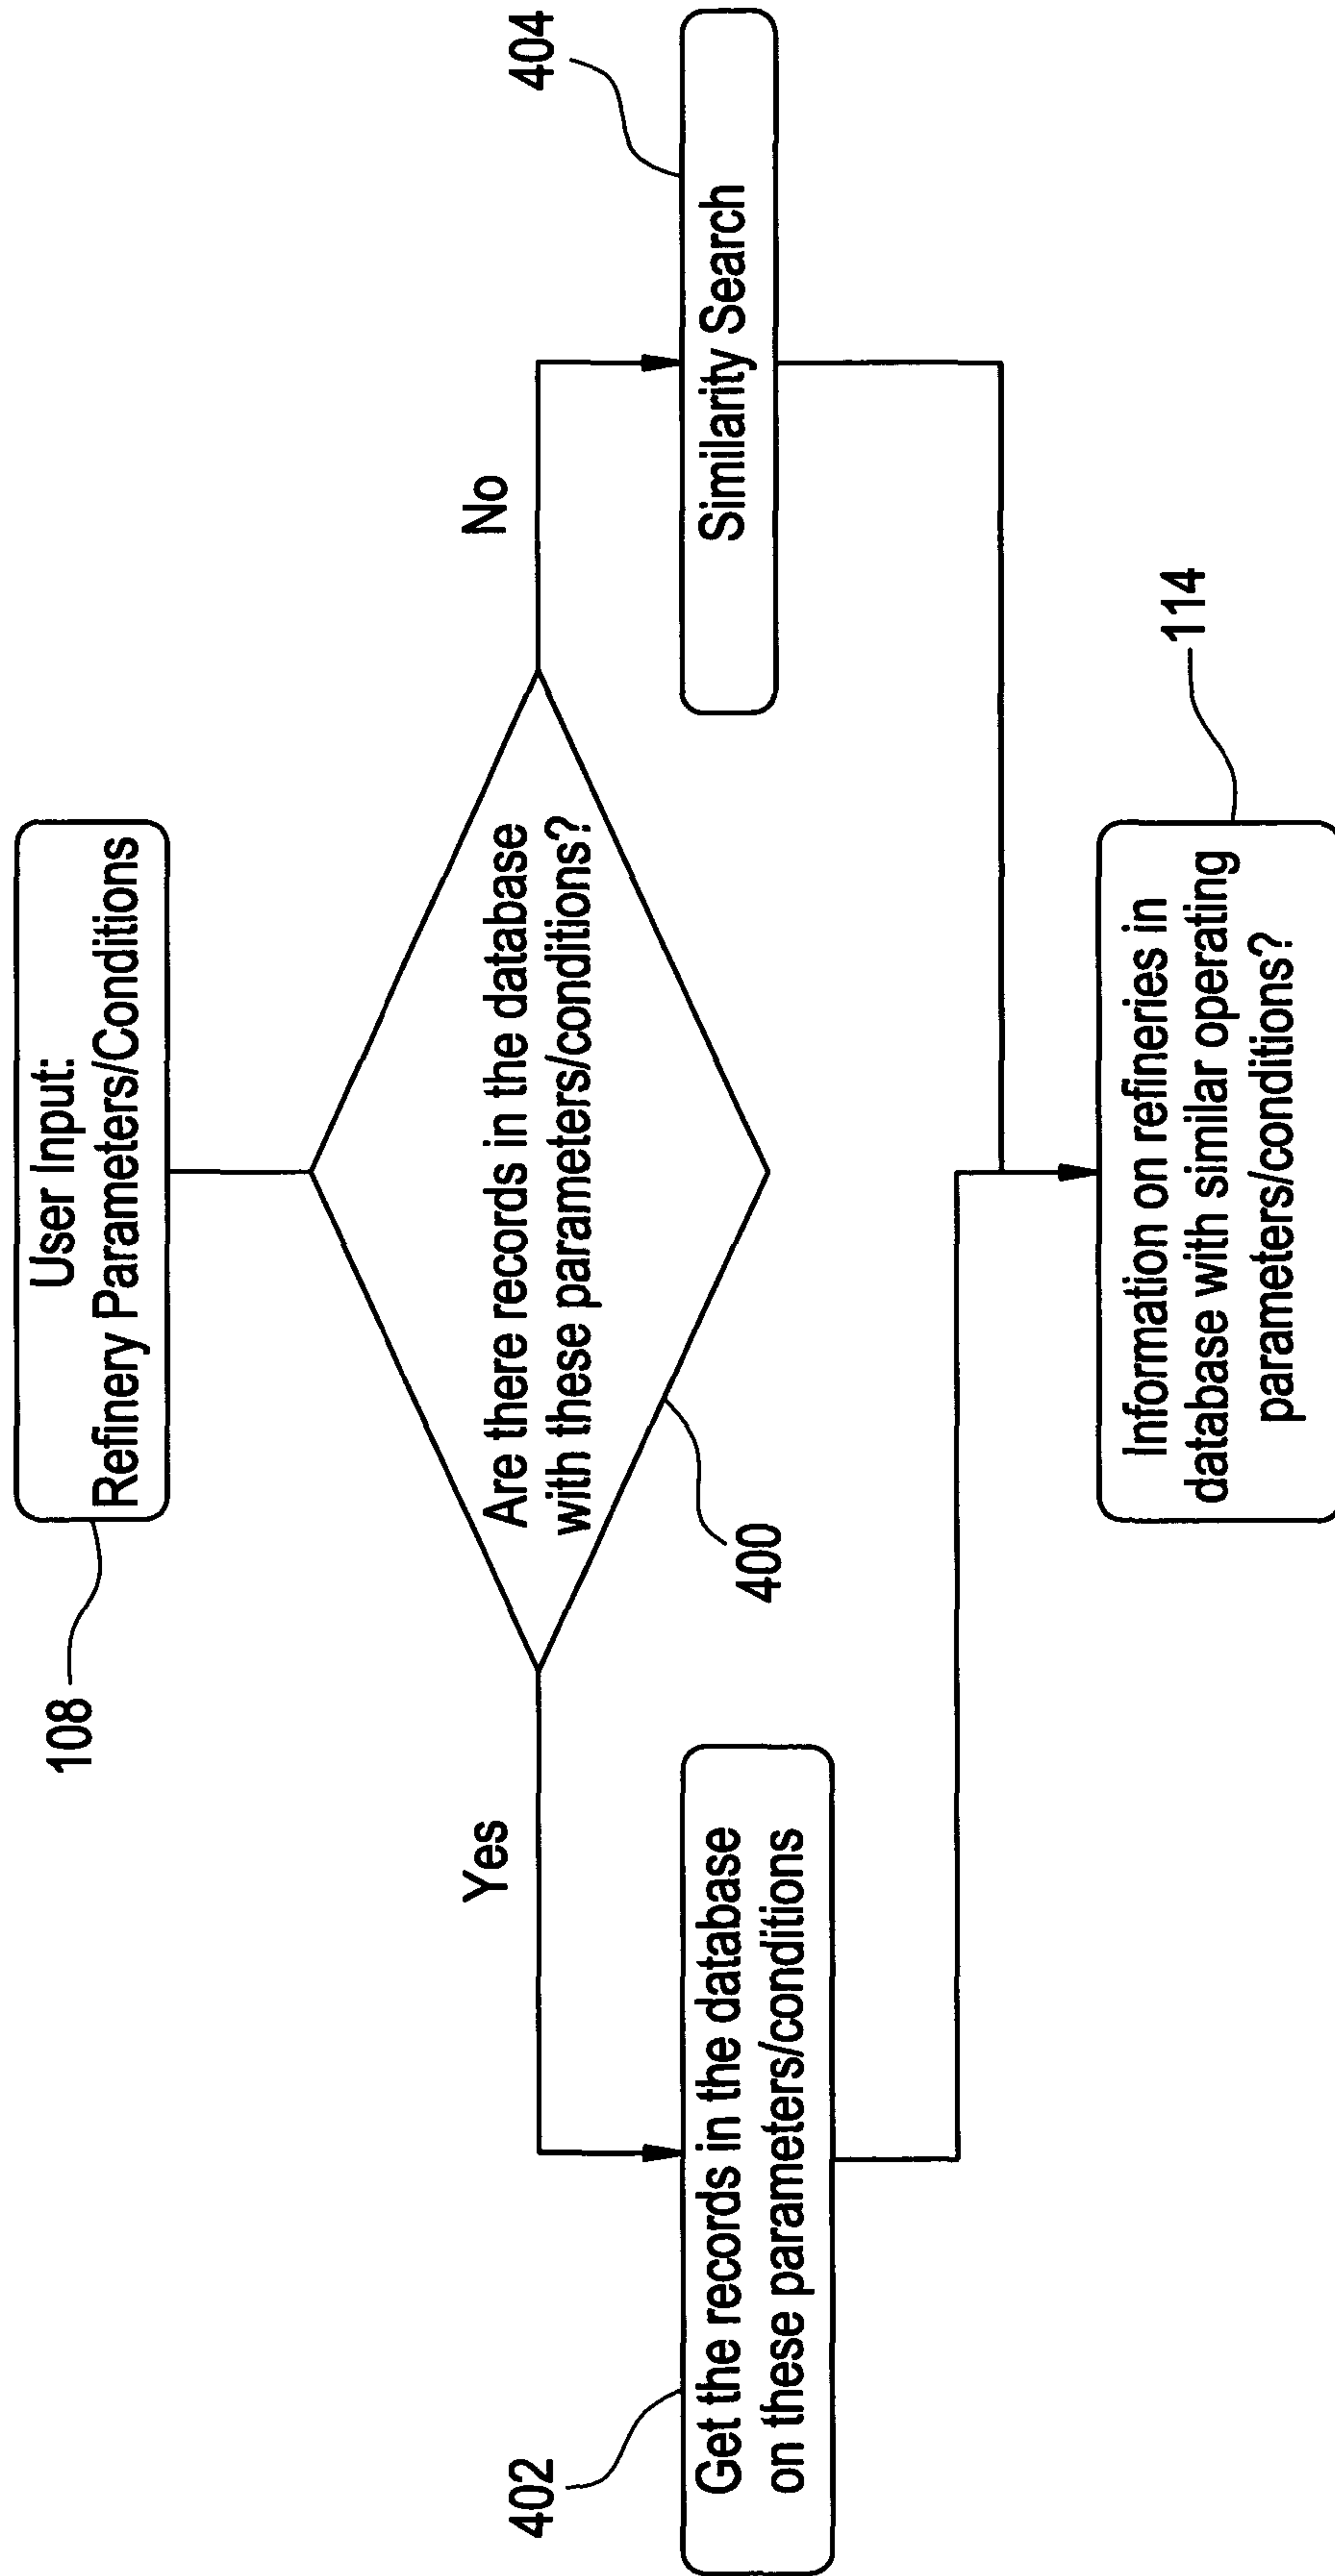 User Input:
Refinery Parameters/Conditions
108
Are there records in the database
with these parameters/conditions?
400
Yes
No
Get the records in the database
on these parameters/conditions
402
Similarity Search
404
Information on refineries in
database with similar operating
parameters/conditions?
114